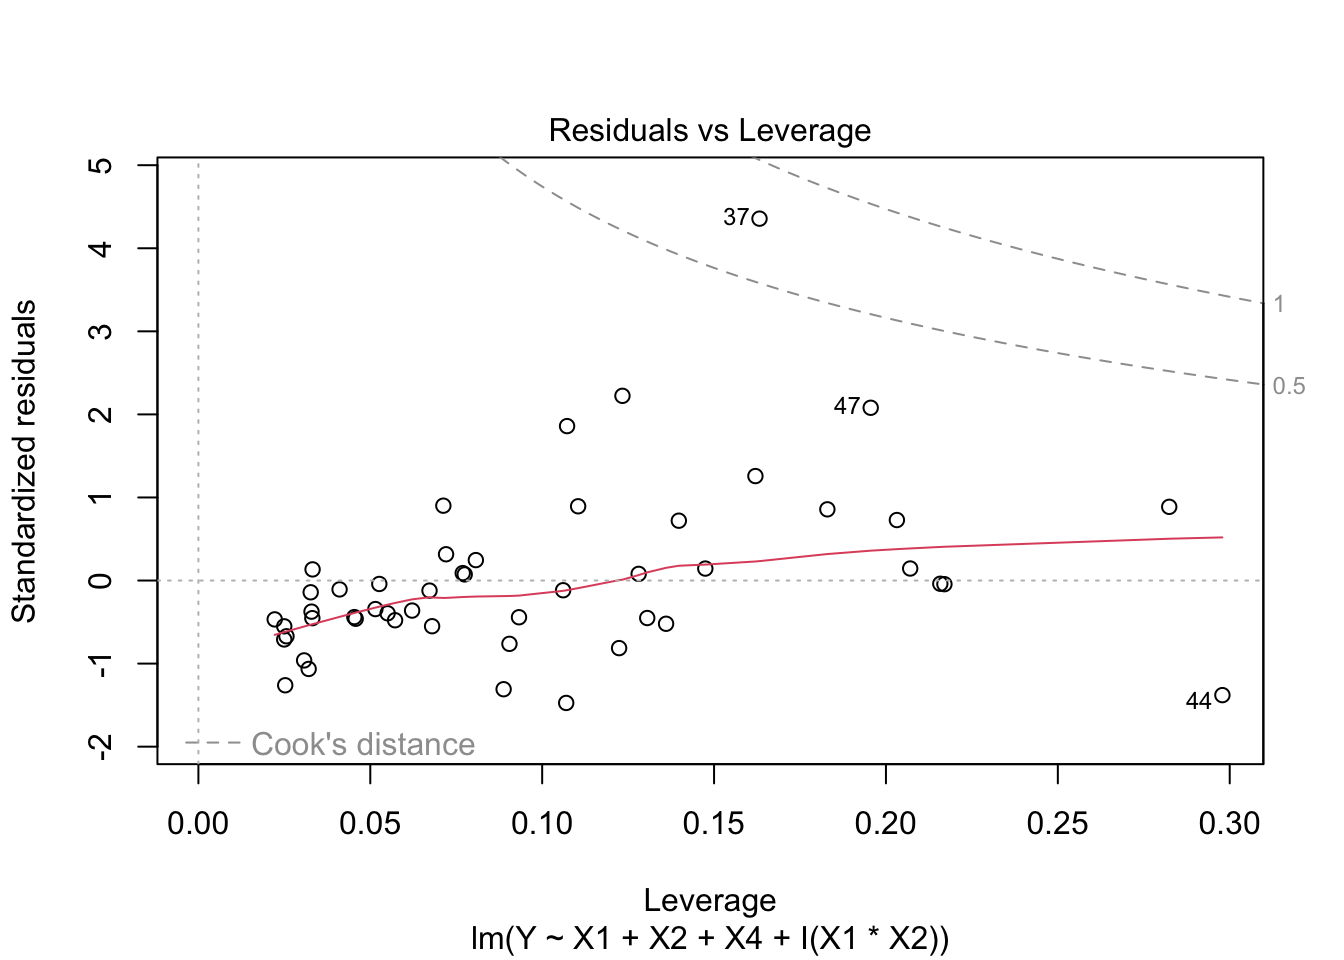 Residuals vs Leverage
Standardized residuals
5
4
3
2
1
0
-1
-2
37
47
44
1
0.5
Cook's distance
0.00 0.05 0.10 0.15 0.20 0.25 0.30
Leverage
lm(Y ~ X1 + X2 + X4 + I(X1 * X2))